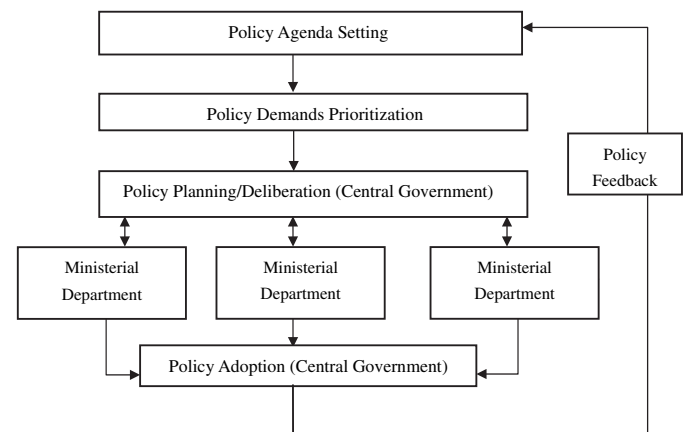 Policy Agenda Setting
Policy Demands Prioritization
Policy
Feedback
Policy Planning/Deliberation (Central Government)
Ministerial
Department
Ministerial
Department
Ministerial
Department
Policy Adoption (Central Government)